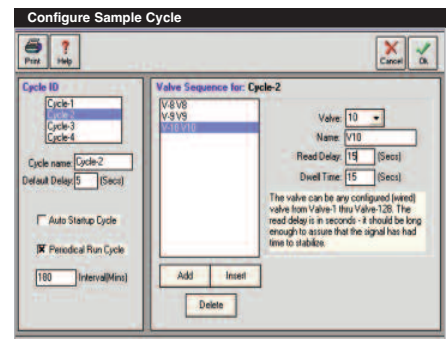 Configure Sample Cycle
Print
Help
Cancel
Ok
Cycle ID
Cycle-1
Cycle-2
Cycle-3
Cycle-4
Cycle name: Cycle-2
Default Delay: 5 (Secs)
Auto Startup Cycle
Periodical Run Cycle
180 Interval(Mins)
Valve Sequence for: Cycle-2
V-8 V8
V-9 V9
V-10 V10
Valve: 10
Name: V10
Read Delay: 15 (Secs)
Dwell Time: 15 (Secs)
The valve can be any configured (wired)
valve from Valve-1 thru Valve-128. The
read delay is in seconds - it should be long
enough to assure that the signal has had
time to stabilize.
Add
Insert
Delete